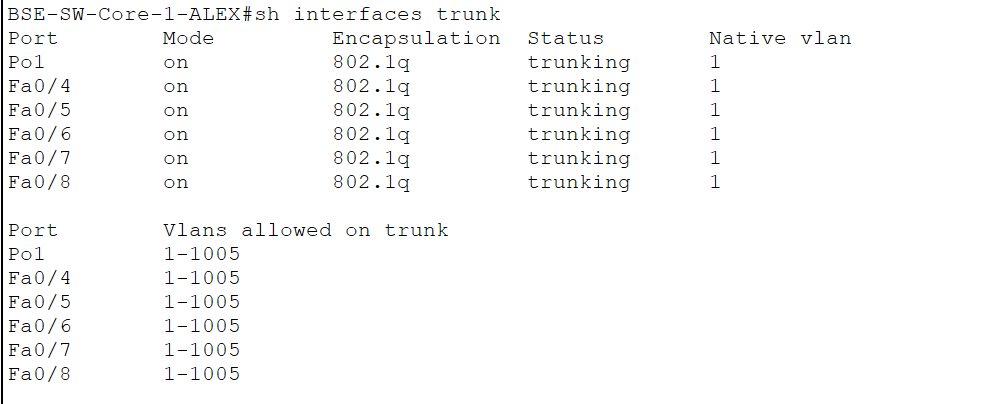 BSE-SW-Core-1-ALEX#sh interfaces trunk
Port Mode Encapsulation Status Native vlan
Po1 on 802.1q trunking 1
Fa0/4 on 802.1q trunking 1
Fa0/5 on 802.1q trunking 1
Fa0/6 on 802.1q trunking 1
Fa0/7 on 802.1q trunking 1
Fa0/8 on 802.1q trunking 1
Port Vlans allowed on trunk
Po1 1-1005
Fa0/4 1-1005
Fa0/5 1-1005
Fa0/6 1-1005
Fa0/7 1-1005
Fa0/8 1-1005